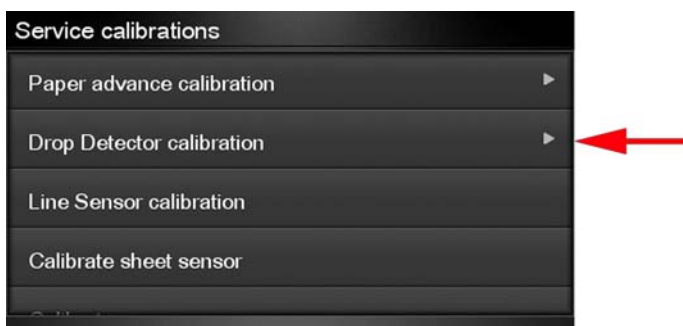 Service calibrations
Paper advance calibration
Drop Detector calibration
Line Sensor calibration
Calibrate sheet sensor